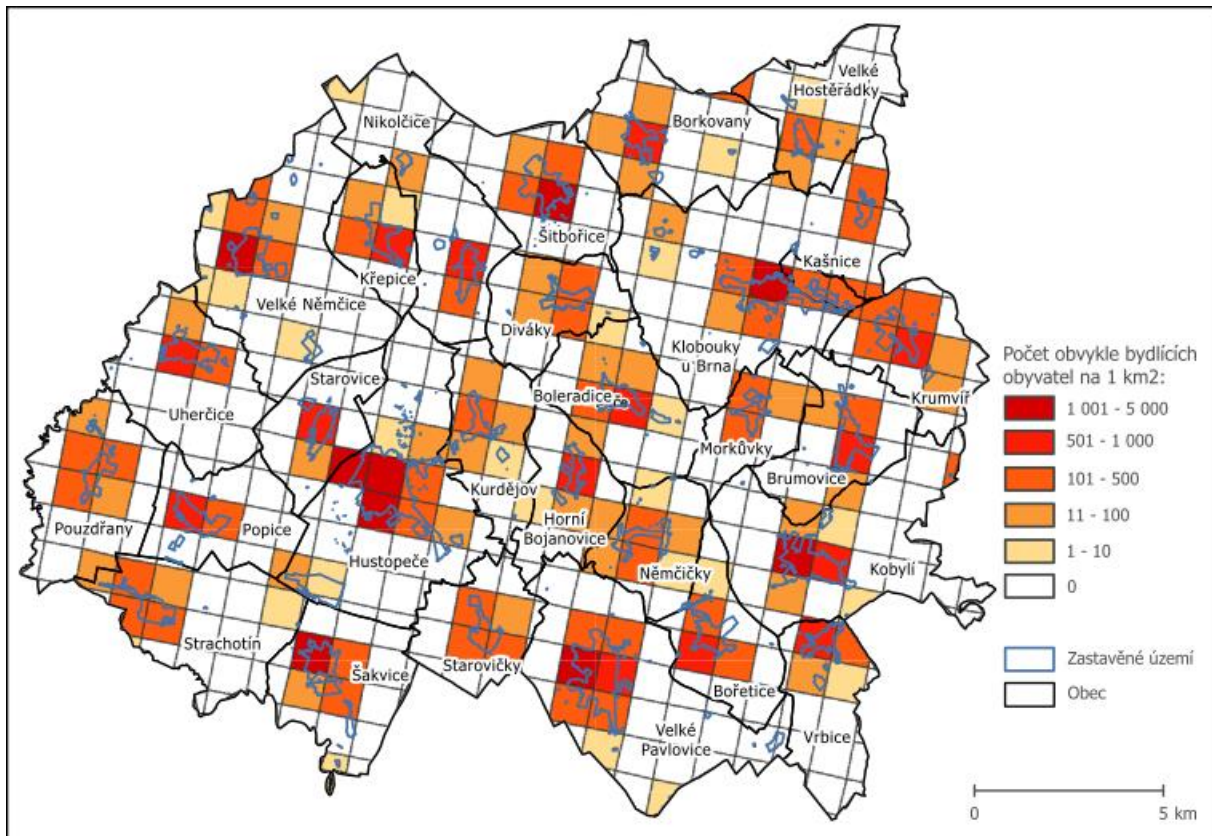 Velké
Hostěrádky
Nikolčice
Borkovany
Šitbořice
Kašnice
Křepice
Velké Němčice
Diváky
Klobouky
u Brna
Starovice
Boleradice
Krumvíř
Uherčice
Morkůvky
Brumovice
Kurdějov
Horní
Bojanovice
Pouzdřany
Popice
Hustopeče
Němčičky
Kobylí
Strachotín
Šakvice
Starovičky
Bořetice
Velké
Pavlovice
Vrbice
Počet obvykle bydlících
obyvatel na 1 km2:
1 001 - 5 000
501 - 1 000
101 - 500
11 - 100
1 - 10
0
Zastavěné území
Obec
0 5 km